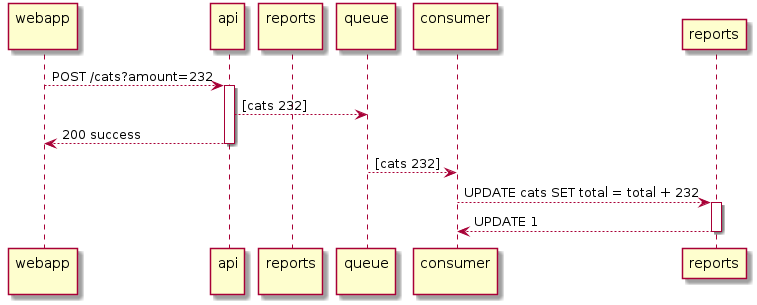 webapp
api
reports
queue
consumer
reports
POST /cats?amount=232
[cats 232]
200 success
[cats 232]
UPDATE cats SET total = total + 232
UPDATE 1
webapp
api
reports
queue
consumer
reports